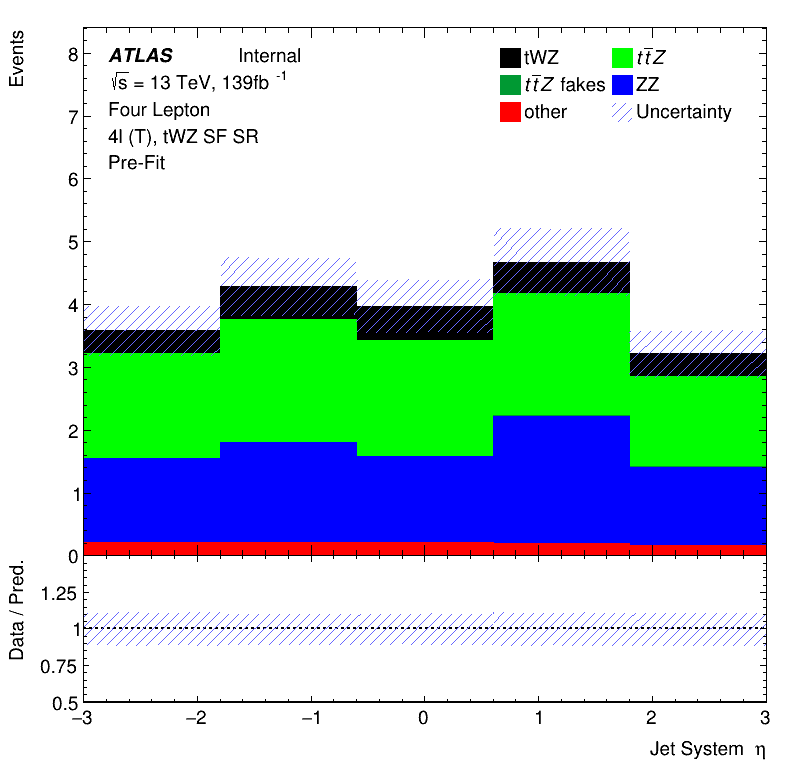 Events
8
7
6
5
4
3
2
1
0
ATLAS Internal
√s = 13 TeV, 139fb -1
Four Lepton
4l (T), tWZ SF SR
Pre-Fit
tWZ
tt̄Z
tt̄Z fakes
ZZ
other
Uncertainty
Data / Pred.
1.25
1
0.75
0.5
−3 −2 −1 0 1 2 3
Jet System η